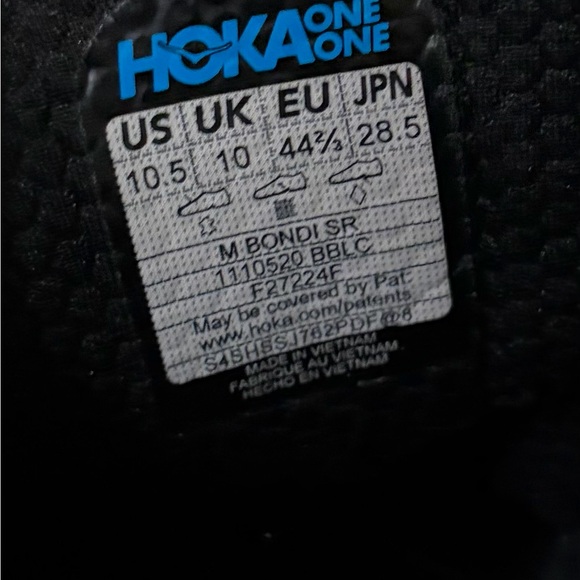 HOKA ONE ONE
US UK EU JPN
10.5 10 44⅔ 28.5
M BONDI SR
1110520 BBLC
F27224F
May be covered by Pat.
www.hoka.com/patents
MADE IN VIETNAM
FABRIQUE AU VIETNAM
HECHO EN VIETNAM